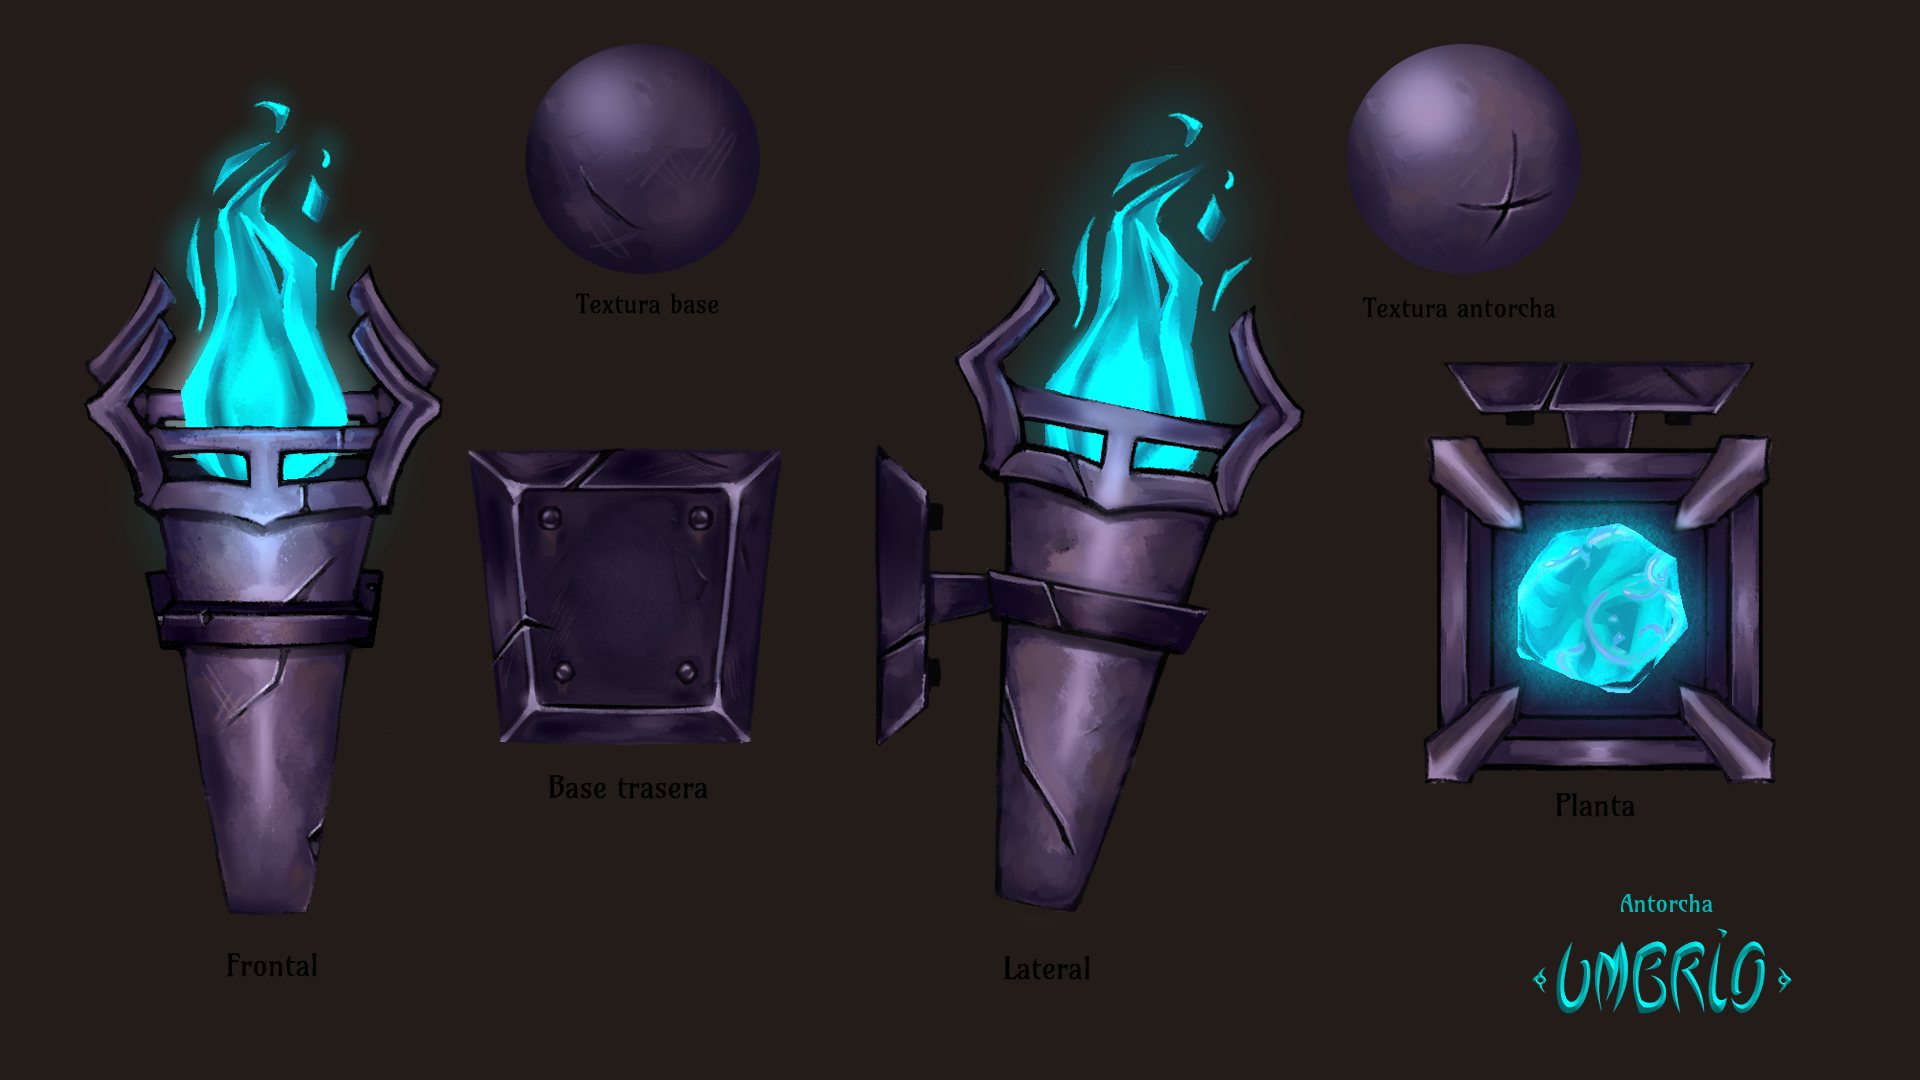 Textura base
Textura antorcha
Base trasera
Planta
Frontal
Lateral
Antorcha
UMBRIO